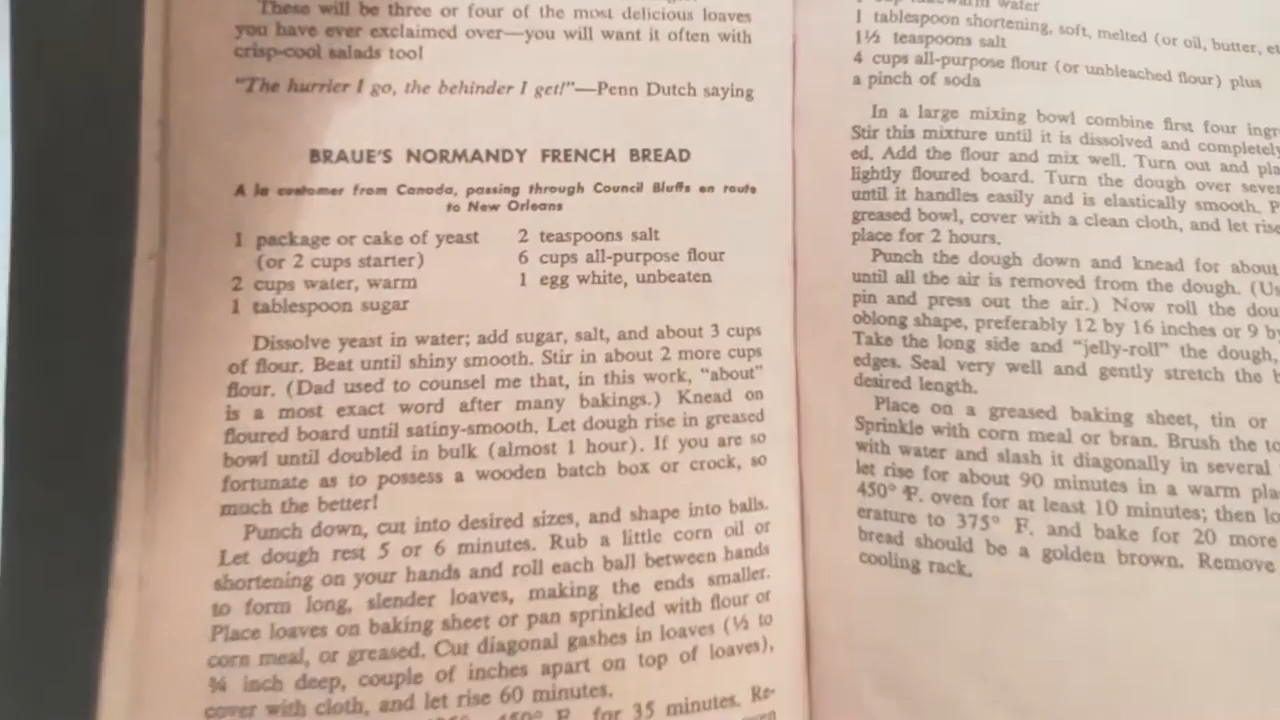 These will be three or four of the most delicious loaves
you have ever exclaimed over—you will want it often with
crisp-cool salads too!
"The hurrier I go, the behinder I get!"—Penn Dutch saying
BRAUE'S NORMANDY FRENCH BREAD
A la customer from Canada, passing through Council Bluffs en route
to New Orleans
1 package or cake of yeast
(or 2 cups starter)
2 cups water, warm
1 tablespoon sugar
2 teaspoons salt
6 cups all-purpose flour
1 egg white, unbeaten
Dissolve yeast in water; add sugar, salt, and about 3 cups
of flour. Beat until shiny smooth. Stir in about 2 more cups
flour. (Dad used to counsel me that, in this work, "about"
is a most exact word after many bakings.) Knead on
floured board until satiny-smooth. Let dough rise in greased
bowl until doubled in bulk (almost 1 hour). If you are so
fortunate as to possess a wooden batch box or crock, so
much the better!
Punch down, cut into desired sizes, and shape into balls.
Let dough rest 5 or 6 minutes. Rub a little corn oil or
shortening on your hands and roll each ball between hands
to form long, slender loaves, making the ends smaller.
Place loaves on baking sheet or pan sprinkled with flour or
corn meal, or greased. Cut diagonal gashes in loaves (½ to
¾ inch deep, couple of inches apart on top of loaves),
cover with cloth, and let rise 60 minutes.
450° F. for 35 minutes. Re-
water
1 tablespoon shortening, soft, melted (or oil, butter, et
1½ teaspoons salt
4 cups all-purpose flour (or unbleached flour) plus
a pinch of soda
In a large mixing bowl combine first four ingr
Stir this mixture until it is dissolved and completely
ed. Add the flour and mix well. Turn out and pla
lightly floured board. Turn the dough over seve
until it handles easily and is elastically smooth. P
greased bowl, cover with a clean cloth, and let rise
place for 2 hours.
Punch the dough down and knead for about
until all the air is removed from the dough. (Us
pin and press out the air.) Now roll the dou
oblong shape, preferably 12 by 16 inches or 9 by
Take the long side and "jelly-roll" the dough,
edges. Seal very well and gently stretch the b
desired length.
Place on a greased baking sheet, tin or
Sprinkle with corn meal or bran. Brush the to
with water and slash it diagonally in several
let rise for about 90 minutes in a warm pla
450° F. oven for at least 10 minutes; then lo
erature to 375° F. and bake for 20 more
bread should be a golden brown. Remove
cooling rack.